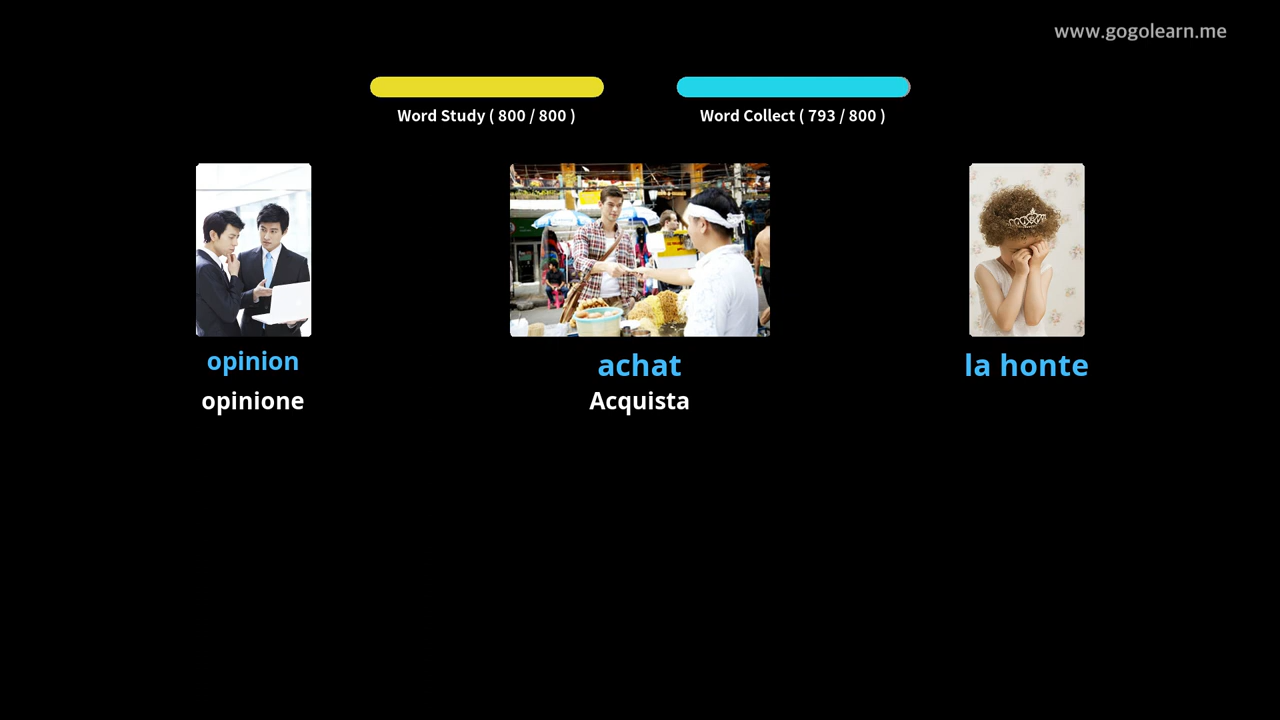 www.gogolearn.me
Word Study ( 800 / 800 )
Word Collect ( 793 / 800 )
opinion
opinione
achat
Acquista
la honte